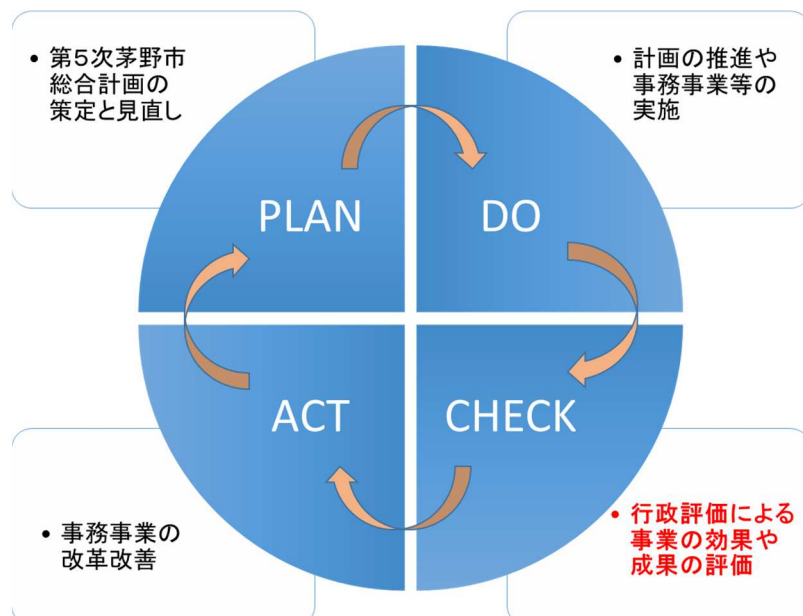 • 第5次茅野市
総合計画の
策定と見直し
• 計画の推進や
事務事業等の
実施
PLAN
DO
ACT
CHECK
• 事務事業の
改革改善
• 行政評価による
事業の効果や
成果の評価